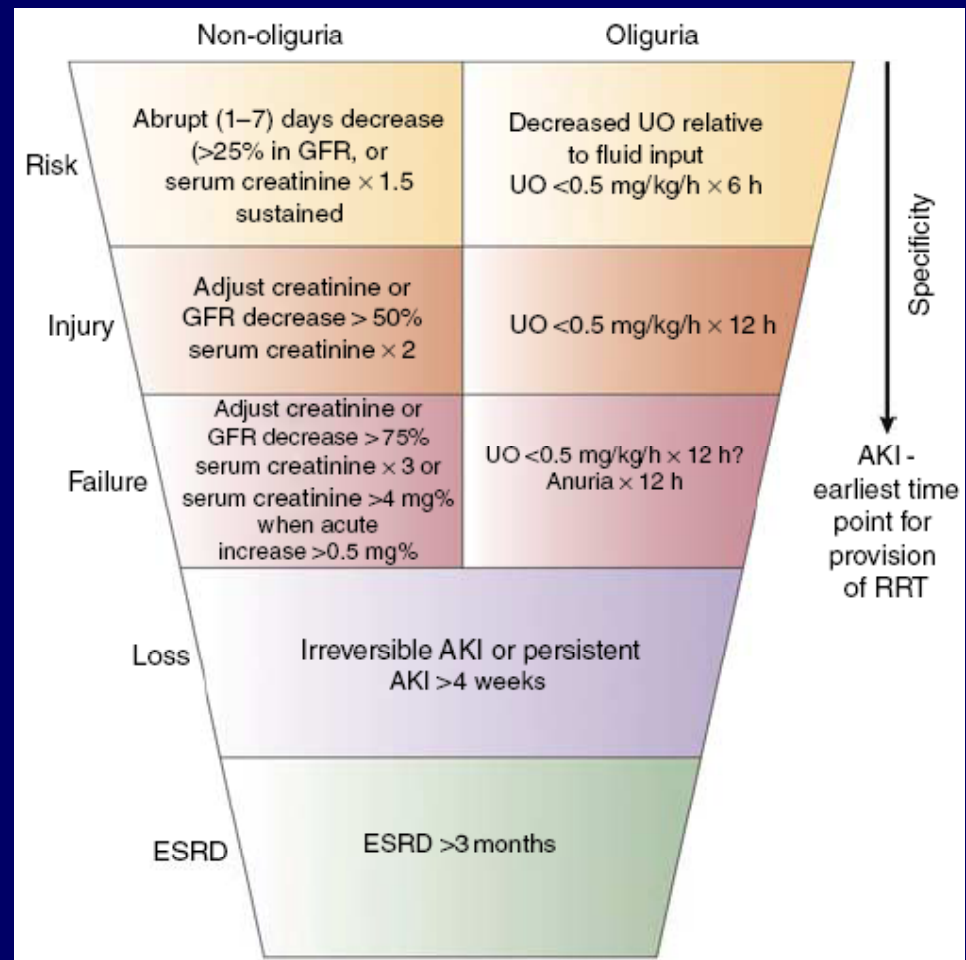 Non-oliguria
Oliguria
Risk
Abrupt (1–7) days decrease
(>25% in GFR, or
serum creatinine × 1.5
sustained
Decreased UO relative
to fluid input
UO <0.5 mg/kg/h × 6 h
Injury
Adjust creatinine or
GFR decrease > 50%
serum creatinine × 2
UO <0.5 mg/kg/h × 12 h
Failure
Adjust creatinine or
GFR decrease >75%
serum creatinine × 3 or
serum creatinine >4 mg%
when acute
increase >0.5 mg%
UO <0.5 mg/kg/h × 12 h?
Anuria × 12 h
Specificity
AKI -
earliest time
point for
provision
of RRT
Loss
Irreversible AKI or persistent
AKI >4 weeks
ESRD
ESRD >3 months